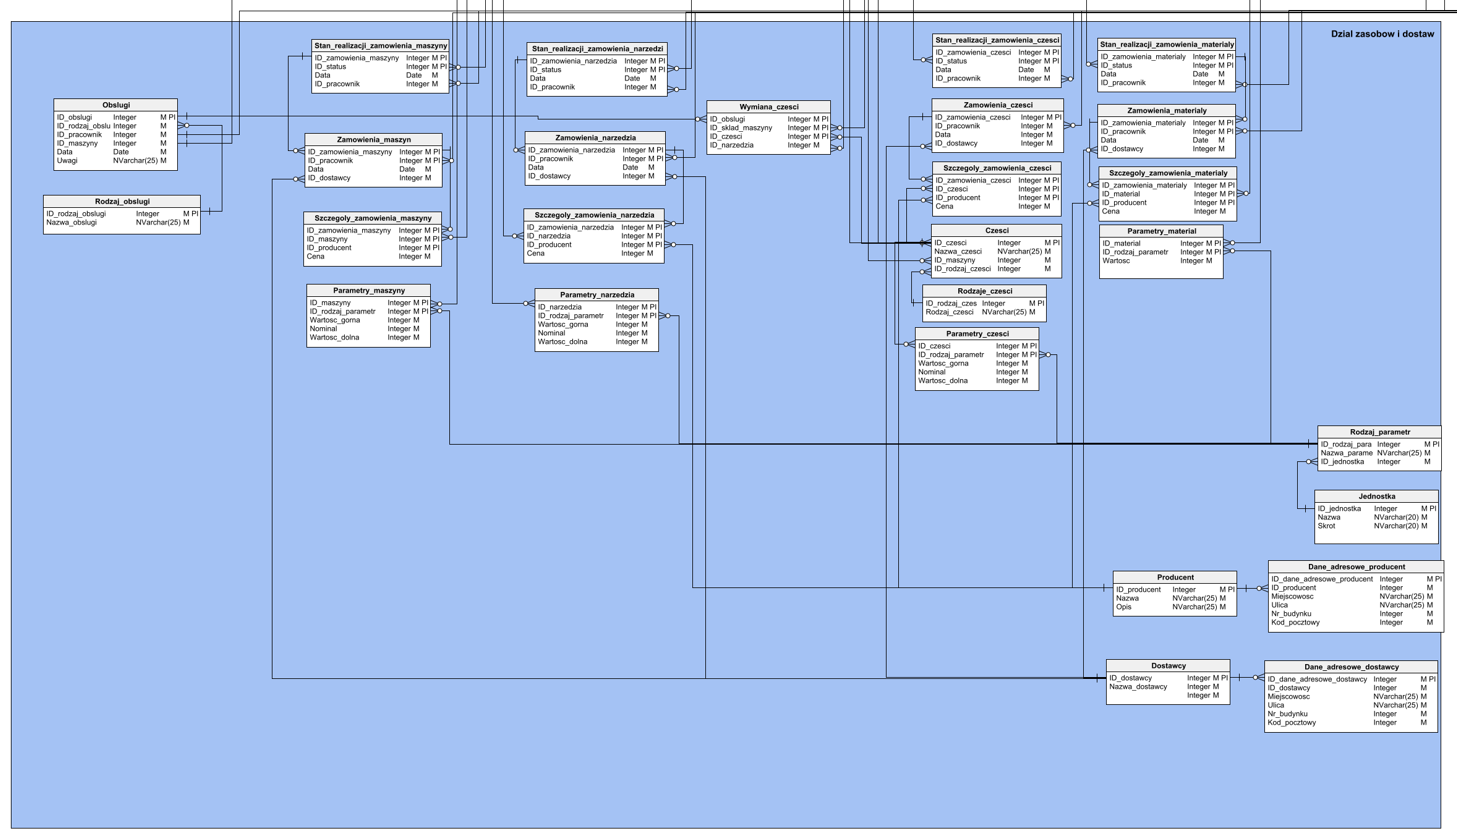 Dzial zasobow i dostaw
Stan_realizacji_zamowienia_maszyny
ID_zamowienia_maszyny Integer M PI
ID_status Integer M PI
Data Date M
ID_pracownik Integer M PI
Stan_realizacji_zamowienia_narzedzi
ID_zamowienia_narzedzia Integer M PI
ID_status Integer M PI
Data Date M
ID_pracownik Integer M
Stan_realizacji_zamowienia_czesci
ID_zamowienia_czesci Integer M PI
ID_status Integer M PI
Data Date M
ID_pracownik Integer M
Stan_realizacji_zamowienia_materialy
ID_zamowienia_materialy Integer M PI
ID_status Integer M PI
Data Date M
ID_pracownik Integer M
Obslugi
ID_obslugi Integer M PI
ID_rodzaj_obslu Integer M
ID_pracownik Integer M
ID_maszyny Integer M
Data Date M
Uwagi NVarchar(25) M
Wymiana_czesci
ID_obslugi Integer M PI
ID_sklad_maszyny Integer M PI
ID_czesci Integer M PI
ID_narzedzia Integer M
Zamowienia_czesci
ID_zamowienia_czesci Integer M PI
ID_pracownik Integer M
Data Integer M
ID_dostawcy Integer M
Zamowienia_materialy
ID_zamowienia_materialy Integer M PI
ID_pracownik Integer M PI
Data Date M
ID_dostawcy Integer M
Zamowienia_maszyn
ID_zamowienia_maszyny Integer M PI
ID_pracownik Integer M PI
Data Date M
ID_dostawcy Integer M
Zamowienia_narzedzia
ID_zamowienia_narzedzia Integer M PI
ID_pracownik Integer M PI
Data Date M
ID_dostawcy Integer M
Szczegoly_zamowienia_czesci
ID_zamowienia_czesci Integer M PI
ID_czesci Integer M PI
ID_producent Integer M PI
Cena Integer M
Szczegoly_zamowienia_materialy
ID_zamowienia_materialy Integer M PI
ID_material Integer M PI
ID_producent Integer M PI
Cena Integer M
Rodzaj_obslugi
ID_rodzaj_obslugi Integer M PI
Nazwa_obslugi NVarchar(25) M
Szczegoly_zamowienia_maszyny
ID_zamowienia_maszyny Integer M PI
ID_maszyny Integer M PI
ID_producent Integer M PI
Cena Integer M
Szczegoly_zamowienia_narzedzia
ID_zamowienia_narzedzia Integer M PI
ID_narzedzia Integer M PI
ID_producent Integer M PI
Cena Integer M
Czesci
ID_czesci Integer M PI
Nazwa_czesci NVarchar(25) M
ID_maszyny Integer M
ID_rodzaj_czesci Integer M
Parametry_material
ID_material Integer M PI
ID_rodzaj_parametr Integer M PI
Wartosc Integer M
Parametry_maszyny
ID_maszyny Integer M PI
ID_rodzaj_parametr Integer M PI
Wartosc_gorna Integer M
Nominal Integer M
Wartosc_dolna Integer M
Parametry_narzedzia
ID_narzedzia Integer M PI
ID_rodzaj_parametr Integer M PI
Wartosc_gorna Integer M
Nominal Integer M
Wartosc_dolna Integer M
Rodzaje_czesci
ID_rodzaj_czes Integer M PI
Rodzaj_czesci NVarchar(25) M
Parametry_czesci
ID_czesci Integer M PI
ID_rodzaj_parametr Integer M PI
Wartosc_gorna Integer M
Nominal Integer M
Wartosc_dolna Integer M
Rodzaj_parametr
ID_rodzaj_para Integer M PI
Nazwa_parame NVarchar(25) M
ID_jednostka Integer M
Jednostka
ID_jednostka Integer M PI
Nazwa NVarchar(20) M
Skrot NVarchar(20) M
Producent
ID_producent Integer M PI
Nazwa NVarchar(25) M
Opis NVarchar(25) M
Dane_adresowe_producent
ID_dane_adresowe_producent Integer M PI
ID_producent Integer M
Miejscowosc NVarchar(25) M
Ulica NVarchar(25) M
Nr_budynku Integer M
Kod_pocztowy Integer M
Dostawcy
ID_dostawcy Integer M PI
Nazwa_dostawcy Integer M
Integer M
Dane_adresowe_dostawcy
ID_dane_adresowe_dostawcy Integer M PI
ID_dostawcy Integer M
Miejscowosc NVarchar(25) M
Ulica NVarchar(25) M
Nr_budynku Integer M
Kod_pocztowy Integer M